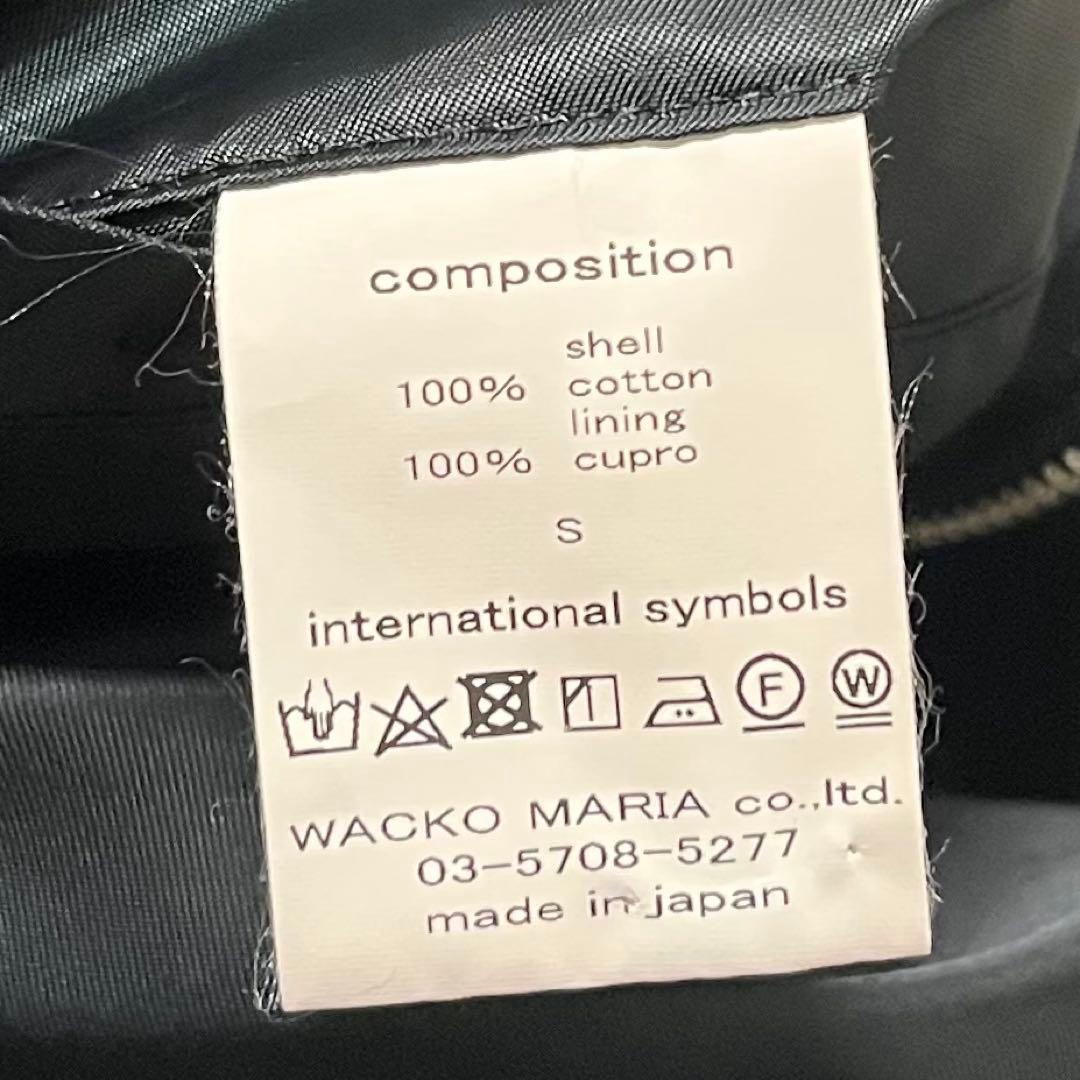 composition
shell
100% cotton
lining
100% cupro
S
international symbols
F W
WACKO MARIA co.,ltd.
03-5708-5277
made in japan